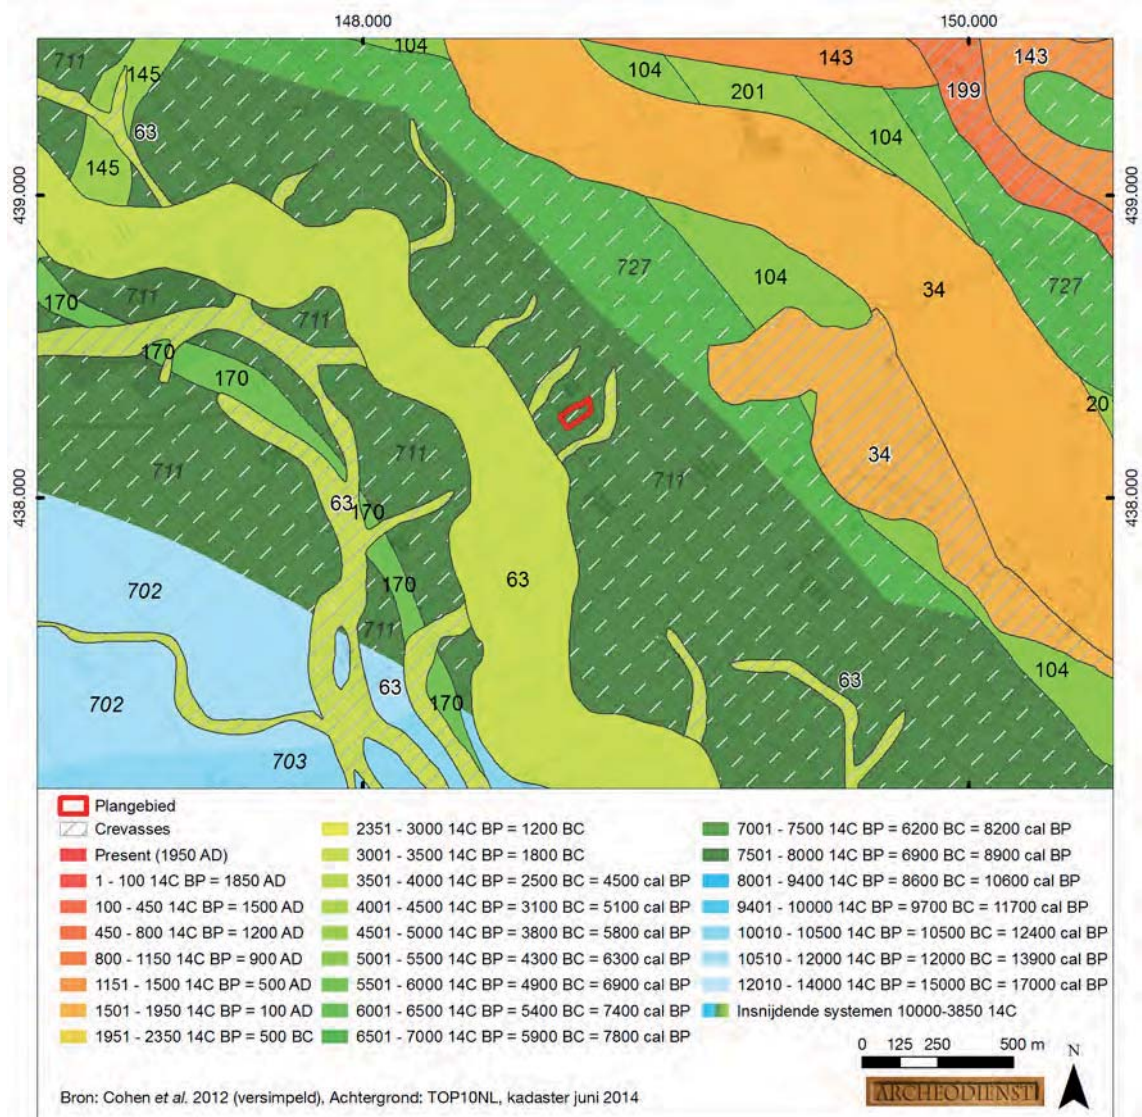 148.000 150.000
711 104 143 143
145 104 199
201
63 104
145
439.000 439.000
727
104 727
711 34
170 711
170 170
20
711 34
711 711
438.000 438.000
63 170
63
702 170
711
63 63 104
702 170
703
Plangebied
Crevasses
Present (1950 AD)
1 - 100 14C BP = 1850 AD
100 - 450 14C BP = 1500 AD
450 - 800 14C BP = 1200 AD
800 - 1150 14C BP = 900 AD
1151 - 1500 14C BP = 500 AD
1501 - 1950 14C BP = 100 AD
1951 - 2350 14C BP = 500 BC
2351 - 3000 14C BP = 1200 BC
3001 - 3500 14C BP = 1800 BC
3501 - 4000 14C BP = 2500 BC = 4500 cal BP
4001 - 4500 14C BP = 3100 BC = 5100 cal BP
4501 - 5000 14C BP = 3800 BC = 5800 cal BP
5001 - 5500 14C BP = 4300 BC = 6300 cal BP
5501 - 6000 14C BP = 4900 BC = 6900 cal BP
6001 - 6500 14C BP = 5400 BC = 7400 cal BP
6501 - 7000 14C BP = 5900 BC = 7800 cal BP
7001 - 7500 14C BP = 6200 BC = 8200 cal BP
7501 - 8000 14C BP = 6900 BC = 8900 cal BP
8001 - 9400 14C BP = 8600 BC = 10600 cal BP
9401 - 10000 14C BP = 9700 BC = 11700 cal BP
10010 - 10500 14C BP = 10500 BC = 12400 cal BP
10510 - 12000 14C BP = 12000 BC = 13900 cal BP
12010 - 14000 14C BP = 15000 BC = 17000 cal BP
Insnijdende systemen 10000-3850 14C
0 125 250 500 m
N
ARCHEODIENST
Bron: Cohen et al. 2012 (versimpeld), Achtergrond: TOP10NL, kadaster juni 2014